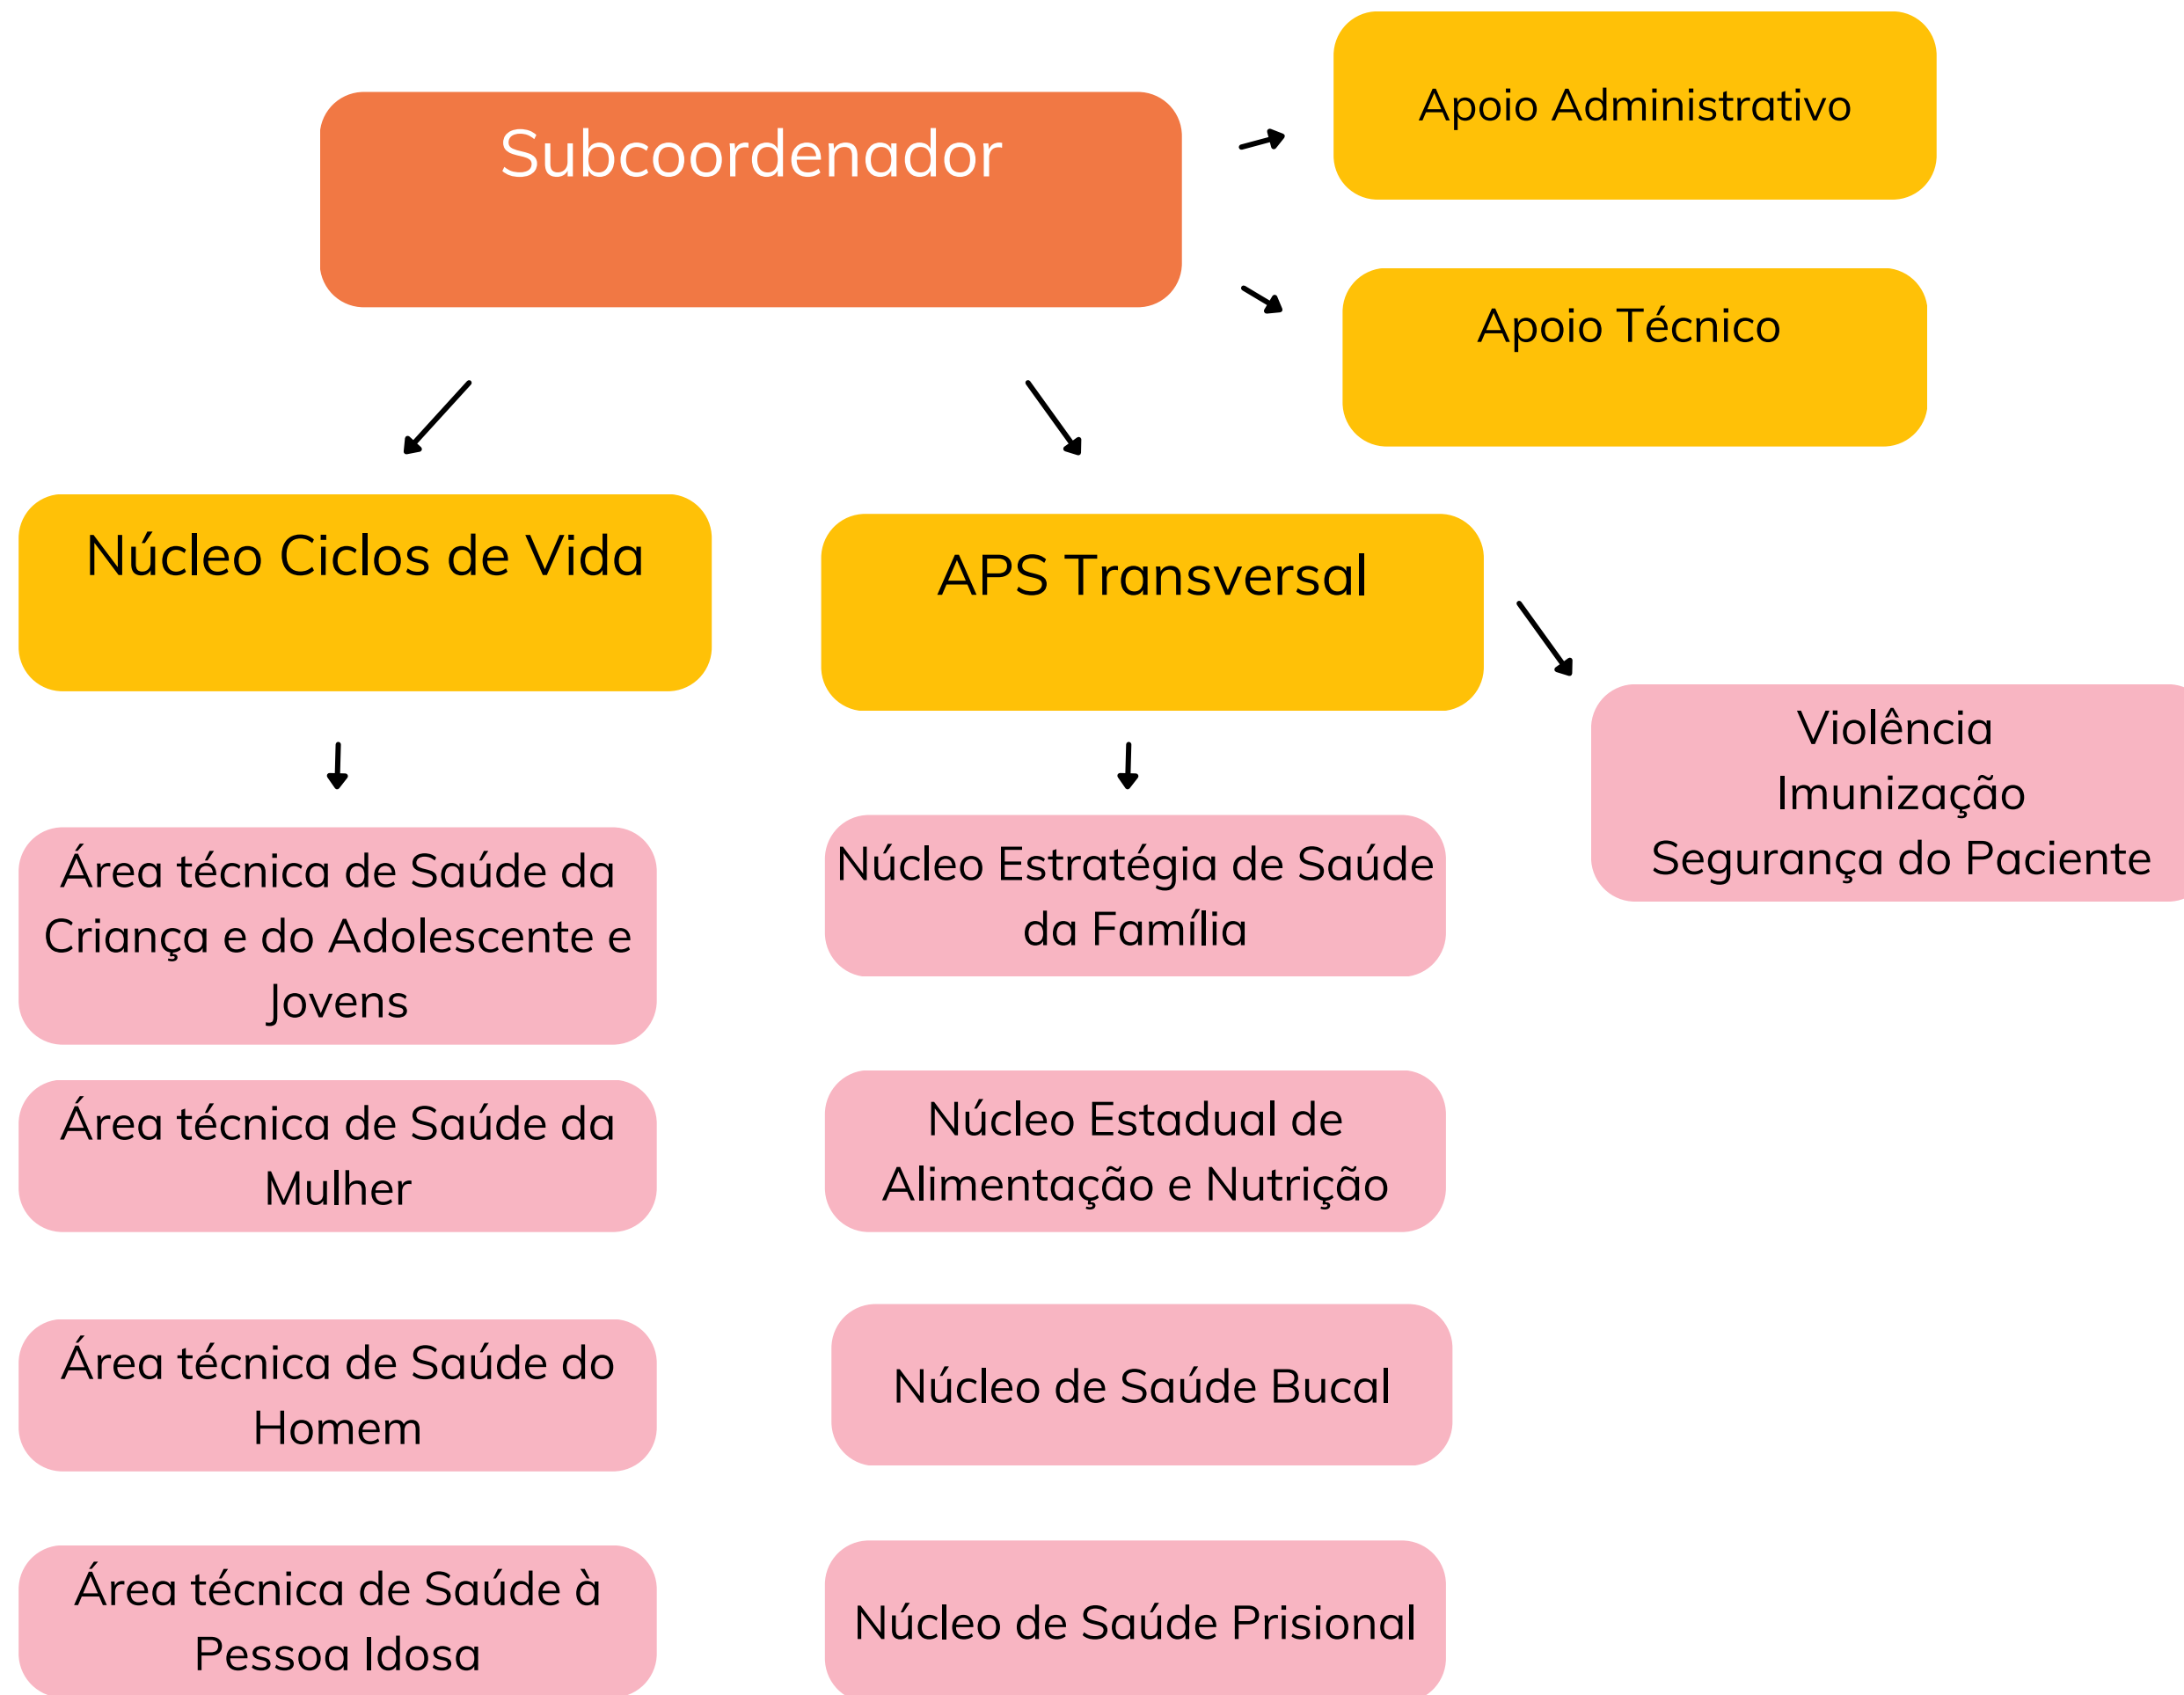 Subcoordenador
Apoio Administrativo
Apoio Técnico
Núcleo Ciclos de Vida
APS Transversal
Violência
Imunização
Segurança do Paciente
Área técnica de Saúde da
Criança e do Adolescente e
Jovens
Área técnica de Saúde da
Mulher
Área técnica de Saúde do
Homem
Área técnica de Saúde à
Pessoa Idosa
Núcleo Estratégia de Saúde
da Família
Núcleo Estadual de
Alimentação e Nutrição
Núcleo de Saúde Bucal
Núcleo de Saúde Prisional